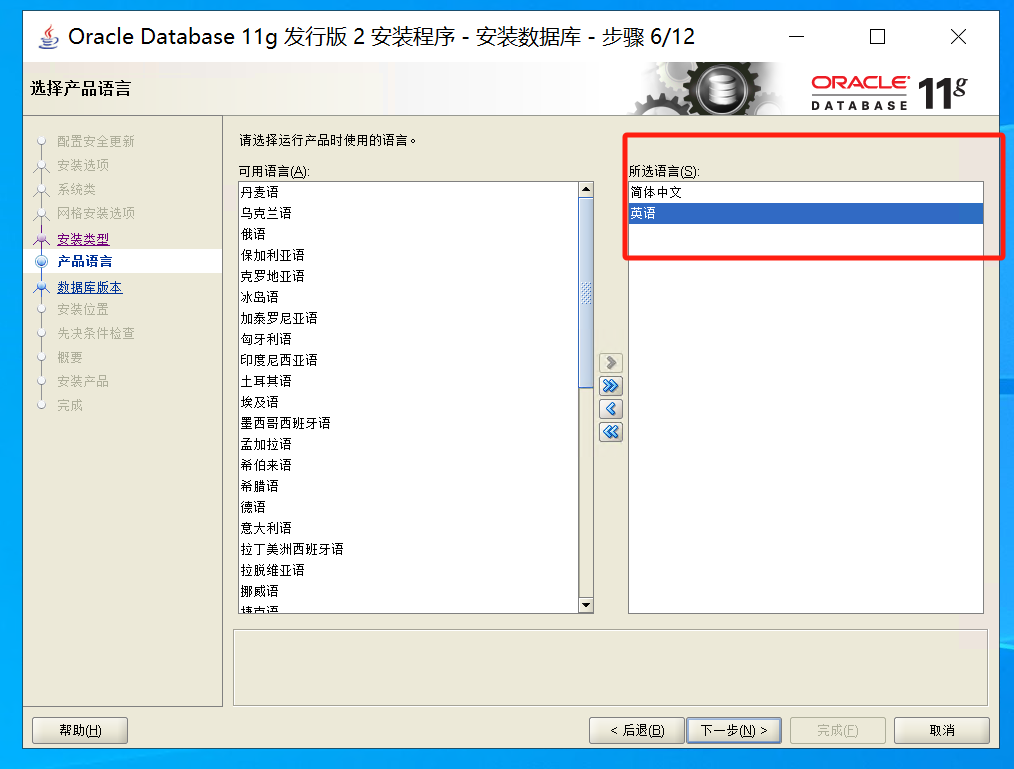 Oracle Database 11g 发行版 2 安装程序 - 安装数据库 - 步骤 6/12
选择产品语言
ORACLE
DATABASE
11g
配置安全更新
安装选项
系统类
网格安装选项
安装类型
产品语言
数据库版本
安装位置
先决条件检查
概要
安装产品
完成
请选择运行产品时使用的语言。
可用语言(A):
丹麦语
乌克兰语
俄语
保加利亚语
克罗地亚语
冰岛语
加泰罗尼亚语
匈牙利语
印度尼西亚语
土耳其语
埃及语
墨西哥西班牙语
孟加拉语
希伯来语
希腊语
德语
意大利语
拉丁美洲西班牙语
拉脱维亚语
挪威语
捷克语
所选语言(S):
简体中文
英语
帮助(H)
< 后退(B)
下一步(N) >
完成(F)
取消